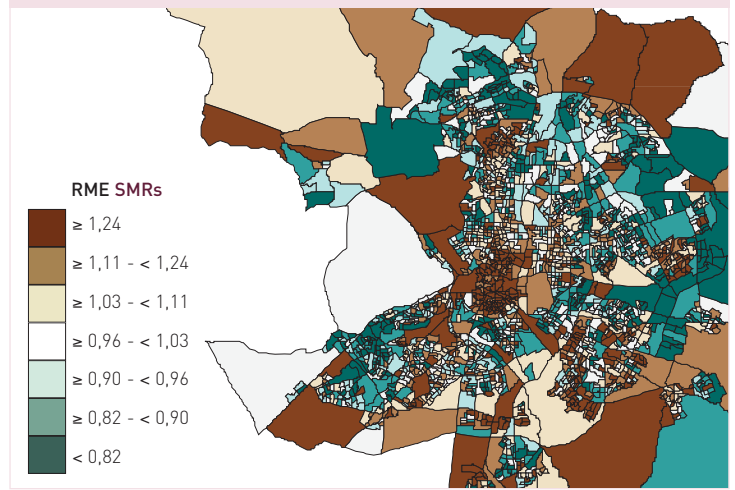 RME SMRs
≥ 1,24
≥ 1,11 - < 1,24
≥ 1,03 - < 1,11
≥ 0,96 - < 1,03
≥ 0,90 - < 0,96
≥ 0,82 - < 0,90
< 0,82